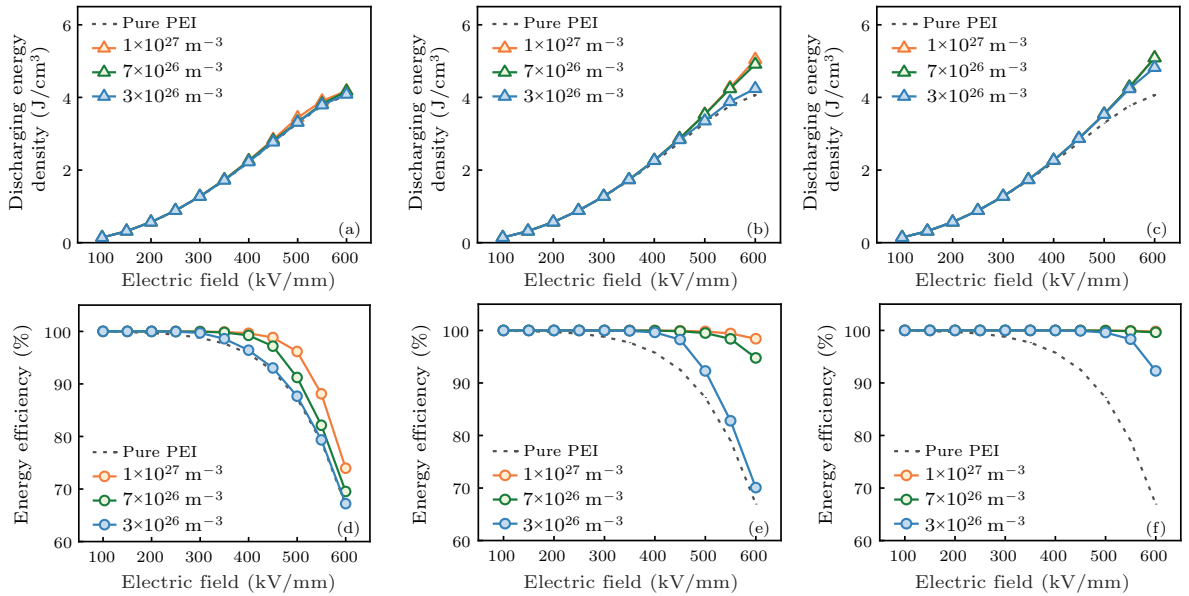 Discharging energy
density (J/cm³)
6
4
2
0
Pure PEI
1×10²⁷ m⁻³
7×10²⁶ m⁻³
3×10²⁶ m⁻³
(a)
100 200 300 400 500 600
Electric field (kV/mm)
Discharging energy
density (J/cm³)
6
4
2
0
Pure PEI
1×10²⁷ m⁻³
7×10²⁶ m⁻³
3×10²⁶ m⁻³
(b)
100 200 300 400 500 600
Electric field (kV/mm)
Discharging energy
density (J/cm³)
6
4
2
0
Pure PEI
1×10²⁷ m⁻³
7×10²⁶ m⁻³
3×10²⁶ m⁻³
(c)
100 200 300 400 500 600
Electric field (kV/mm)
Energy efficiency (%)
100
90
80
70
60
Pure PEI
1×10²⁷ m⁻³
7×10²⁶ m⁻³
3×10²⁶ m⁻³
(d)
100 200 300 400 500 600
Electric field (kV/mm)
Energy efficiency (%)
100
90
80
70
60
Pure PEI
1×10²⁷ m⁻³
7×10²⁶ m⁻³
3×10²⁶ m⁻³
(e)
100 200 300 400 500 600
Electric field (kV/mm)
Energy efficiency (%)
100
90
80
70
60
Pure PEI
1×10²⁷ m⁻³
7×10²⁶ m⁻³
3×10²⁶ m⁻³
(f)
100 200 300 400 500 600
Electric field (kV/mm)